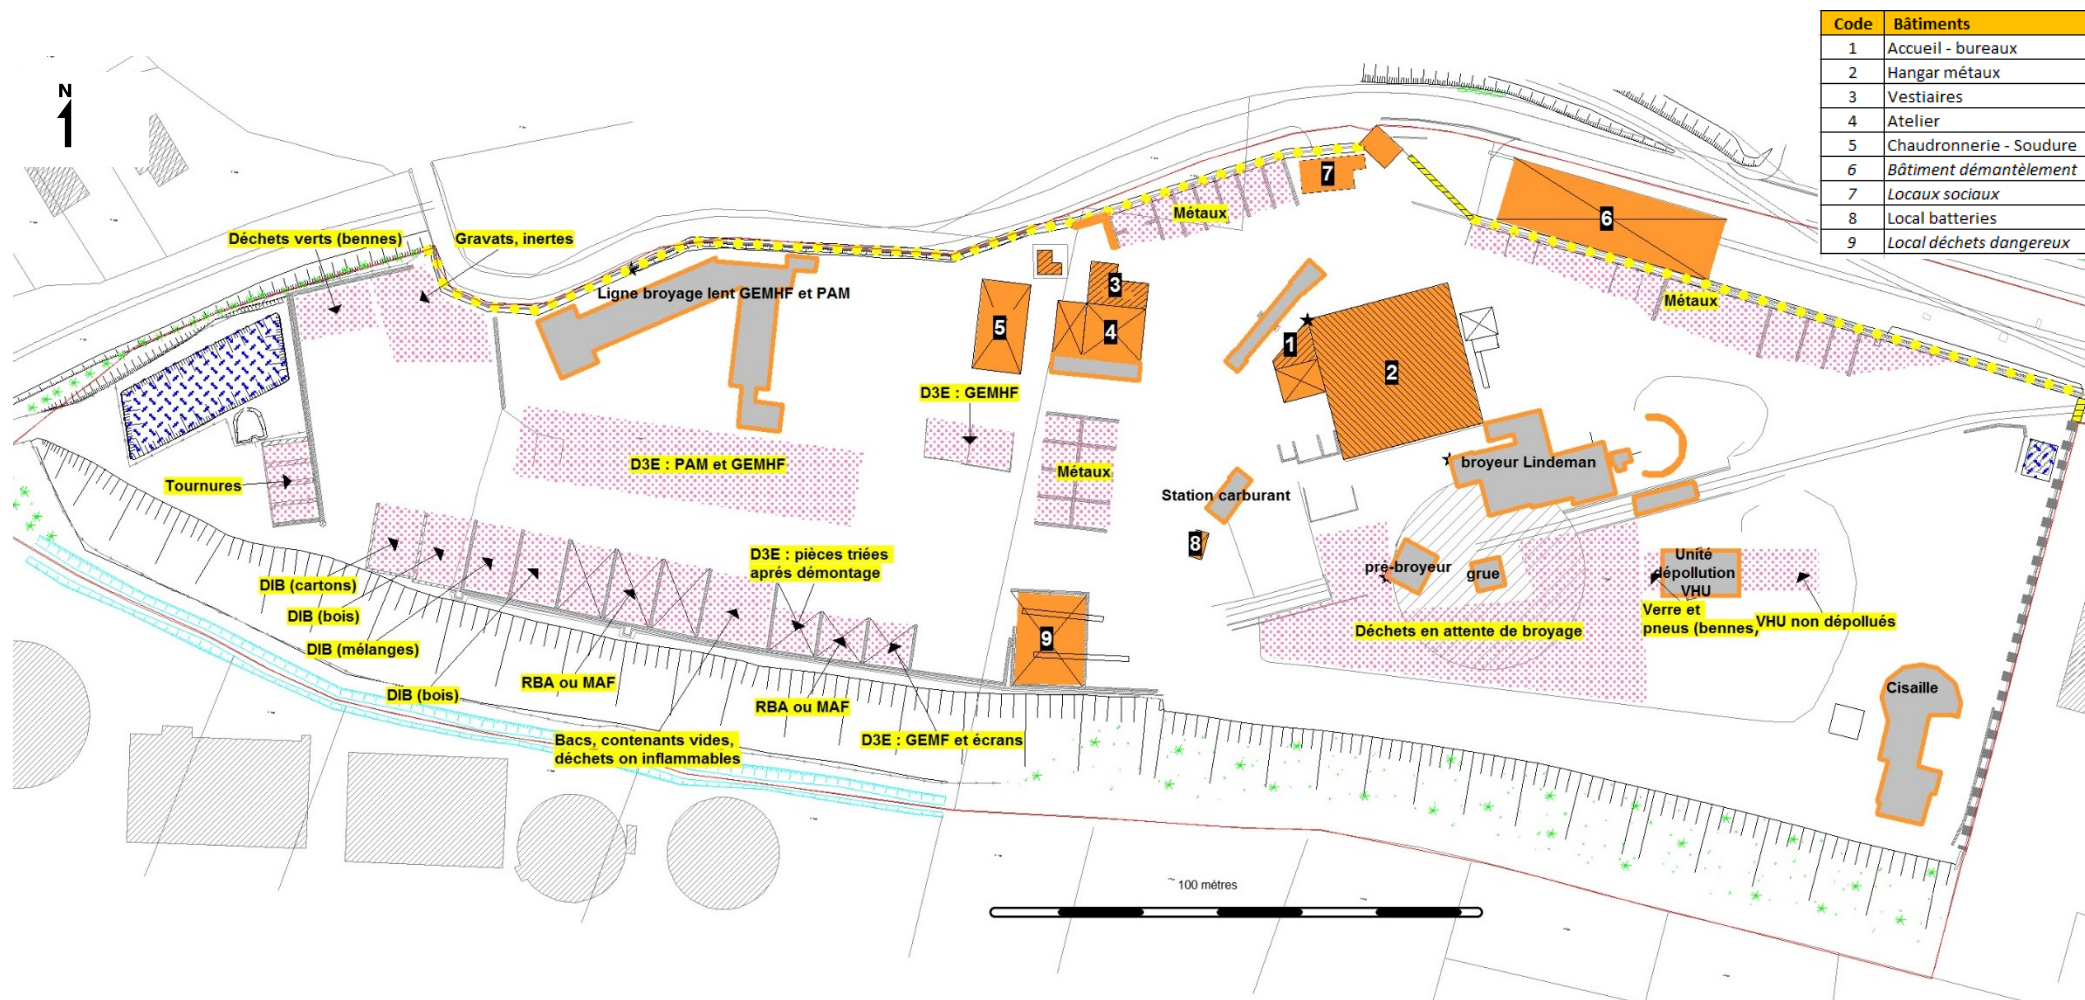 Code Bâtiments
1 Accueil - bureaux
2 Hangar métaux
3 Vestiaires
4 Atelier
5 Chaudronnerie - Soudure
6 Bâtiment démantèlement
7 Locaux sociaux
8 Local batteries
9 Local déchets dangereux
N
7
Métaux
6
Déchets verts (bennes)
Gravats, inertes
Ligne broyage lent GEMHF et PAM
3
Métaux
5
4
1
2
D3E : GEMHF
D3E : PAM et GEMHF
Métaux
broyeur Lindeman
Tournures
Station carburant
8
D3E : pièces triées
aprés démontage
Unité
dépollution
VHU
pré-broyeur
grue
DIB (cartons)
DIB (bois)
DIB (mélanges)
DIB (bois)
RBA ou MAF
RBA ou MAF
9
Déchets en attente de broyage
Verre et
pneus (bennes)
VHU non dépollués
Cisaille
Bacs, contenants vides,
déchets on inflammables
D3E : GEMF et écrans
100 mètres